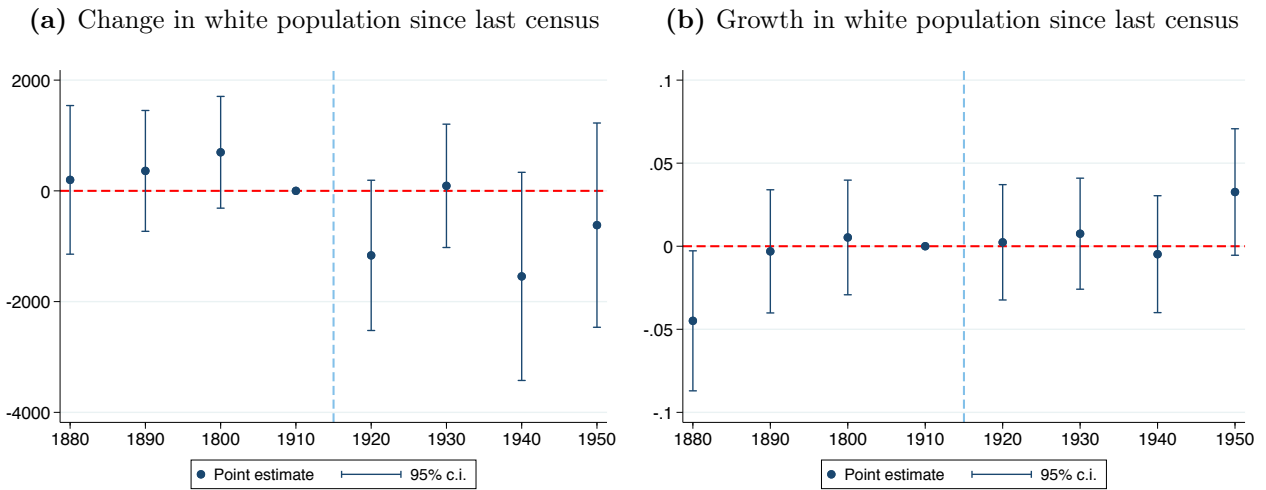 (a) Change in white population since last census
2000
0
-2000
-4000
1880 1890 1800 1910 1920 1930 1940 1950
Point estimate 95% c.i.
(b) Growth in white population since last census
.1
.05
0
-.05
-.1
1880 1890 1800 1910 1920 1930 1940 1950
Point estimate 95% c.i.